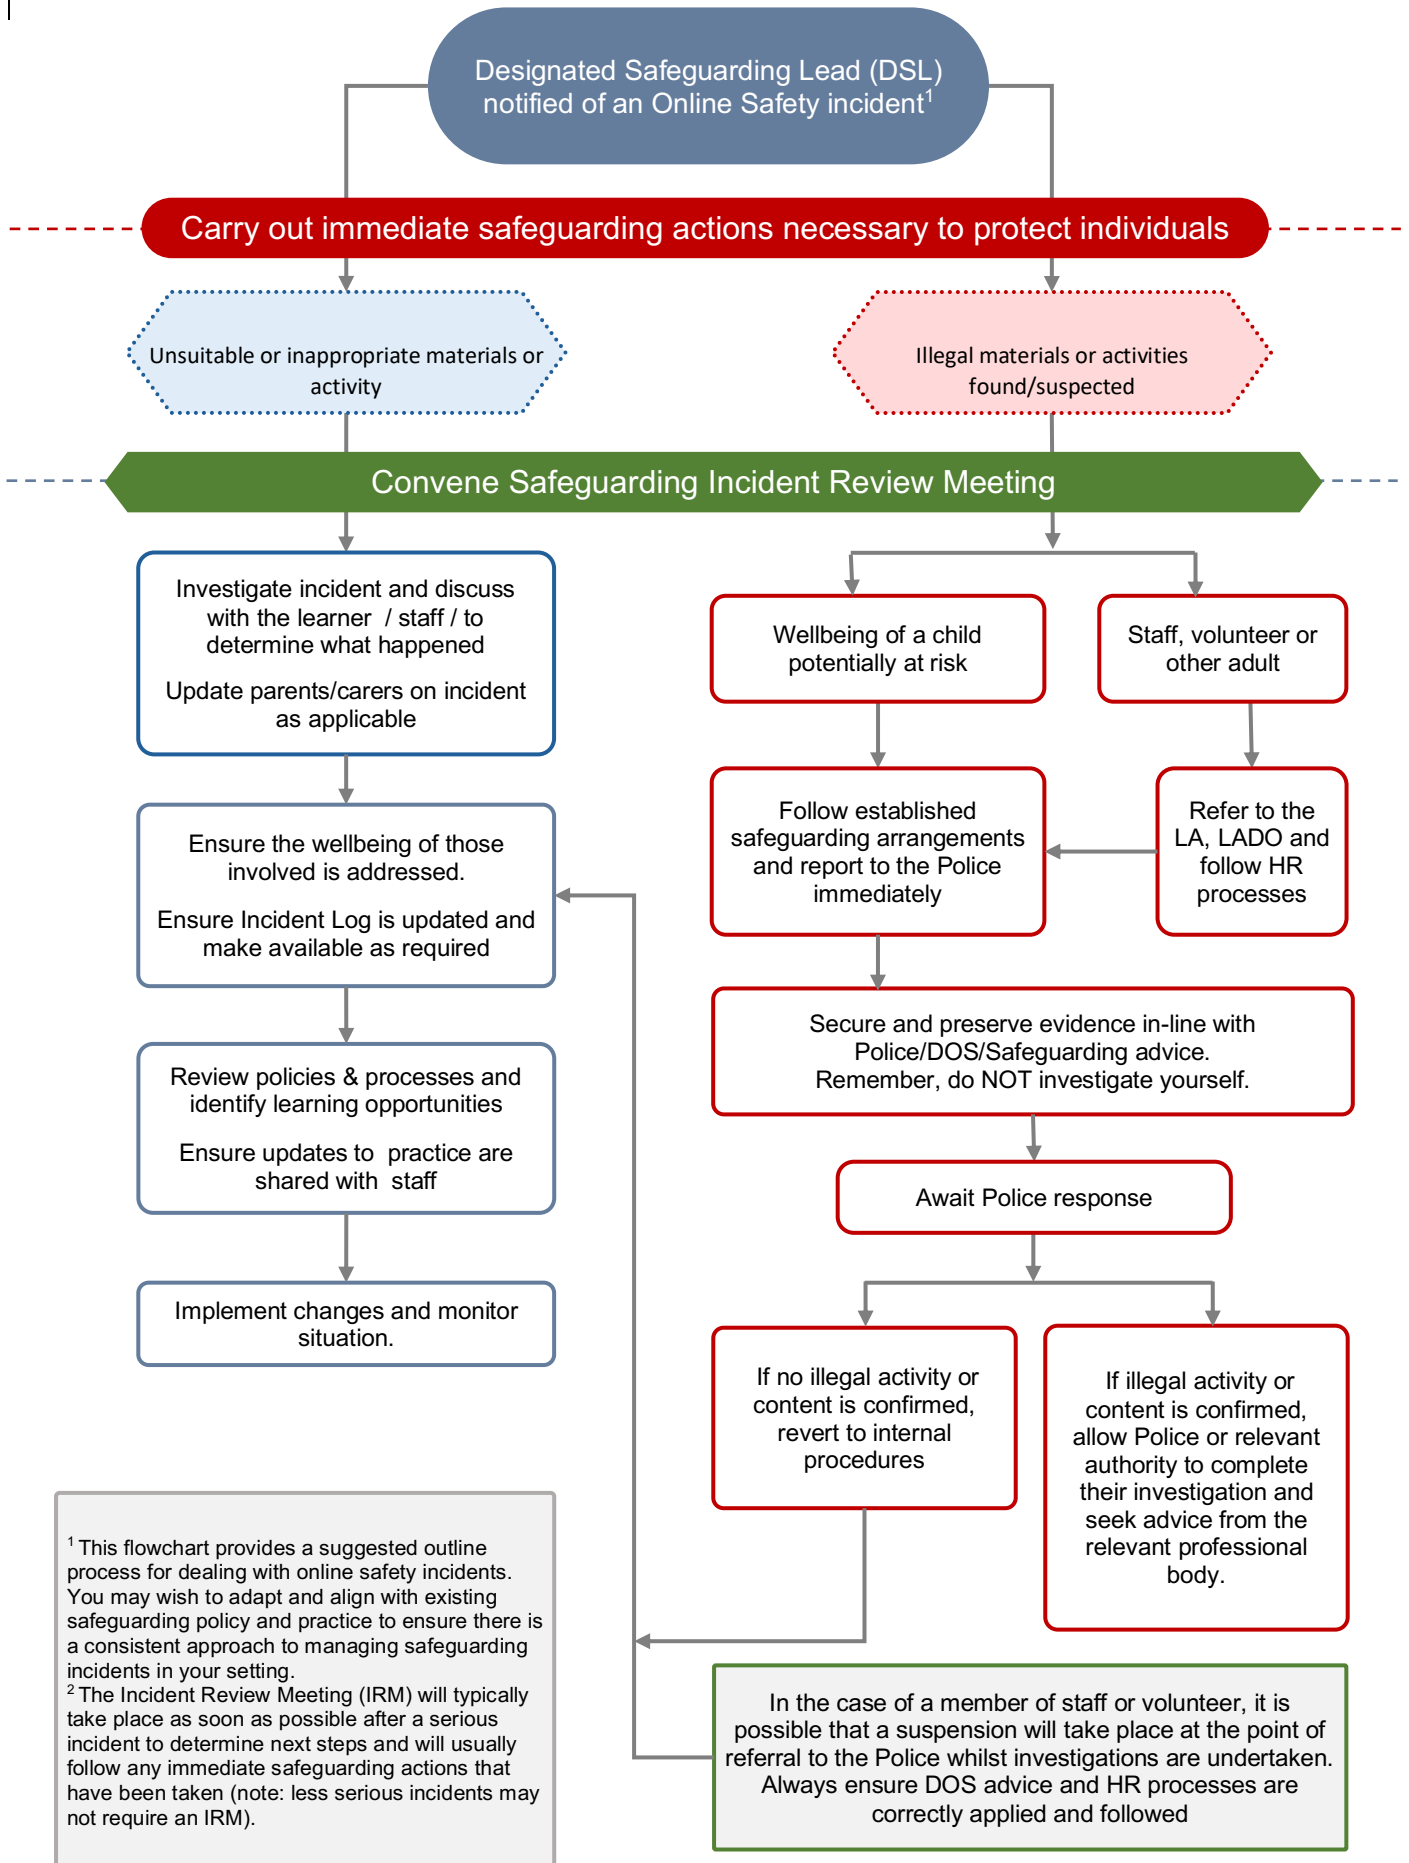 Designated Safeguarding Lead (DSL)
notified of an Online Safety incident1
Carry out immediate safeguarding actions necessary to protect individuals
Unsuitable or inappropriate materials or
activity
Illegal materials or activities
found/suspected
Convene Safeguarding Incident Review Meeting
Investigate incident and discuss
with the learner / staff / to
determine what happened
Update parents/carers on incident
as applicable
Wellbeing of a child
potentially at risk
Staff, volunteer or
other adult
Ensure the wellbeing of those
involved is addressed.
Ensure Incident Log is updated and
make available as required
Follow established
safeguarding arrangements
and report to the Police
immediately
Refer to the
LA, LADO and
follow HR
processes
Secure and preserve evidence in-line with
Police/DOS/Safeguarding advice.
Remember, do NOT investigate yourself.
Review policies & processes and
identify learning opportunities
Ensure updates to practice are
shared with staff
Await Police response
Implement changes and monitor
situation.
If no illegal activity or
content is confirmed,
revert to internal
procedures
If illegal activity or
content is confirmed,
allow Police or relevant
authority to complete
their investigation and
seek advice from the
relevant professional
body.
1 This flowchart provides a suggested outline
process for dealing with online safety incidents.
You may wish to adapt and align with existing
safeguarding policy and practice to ensure there is
a consistent approach to managing safeguarding
incidents in your setting.
2 The Incident Review Meeting (IRM) will typically
take place as soon as possible after a serious
incident to determine next steps and will usually
follow any immediate safeguarding actions that
have been taken (note: less serious incidents may
not require an IRM).
In the case of a member of staff or volunteer, it is
possible that a suspension will take place at the point of
referral to the Police whilst investigations are undertaken.
Always ensure DOS advice and HR processes are
correctly applied and followed